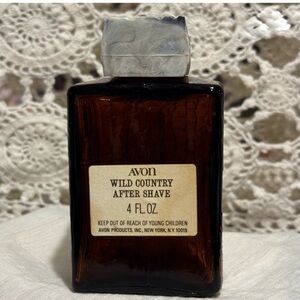 AVON
WILD COUNTRY
AFTER SHAVE
4 FL. OZ.
KEEP OUT OF REACH OF YOUNG CHILDREN
AVON PRODUCTS, INC., NEW YORK, N.Y. 10019